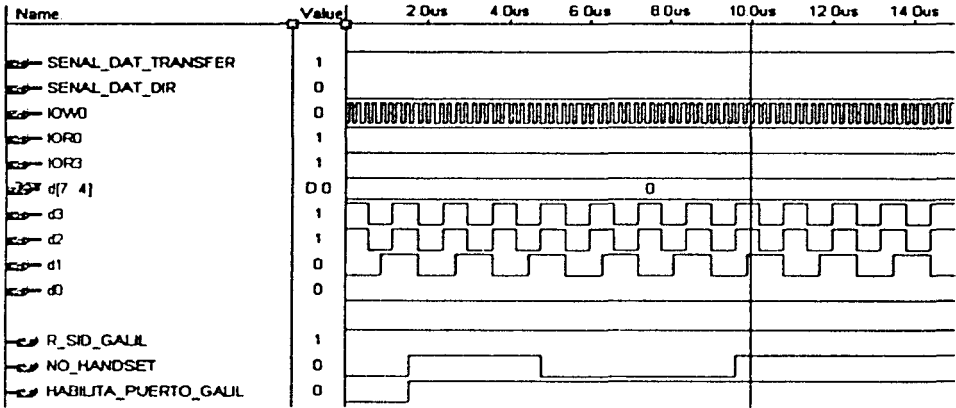 Name Value 2.0us 4.0us 6.0us 8.0us 10.0us 12.0us 14.0us
SENAL_DAT_TRANSFER 1
SENAL_DAT_DIR 0
IOW0 0
IOR0 1
IOR3 1
d[7 4] D 0 0
d3 1
d2 1
d1 0
d0 0
R_SID_GALIL 1
NO_HANDSET 0
HABILITA_PUERTO_GALIL 0